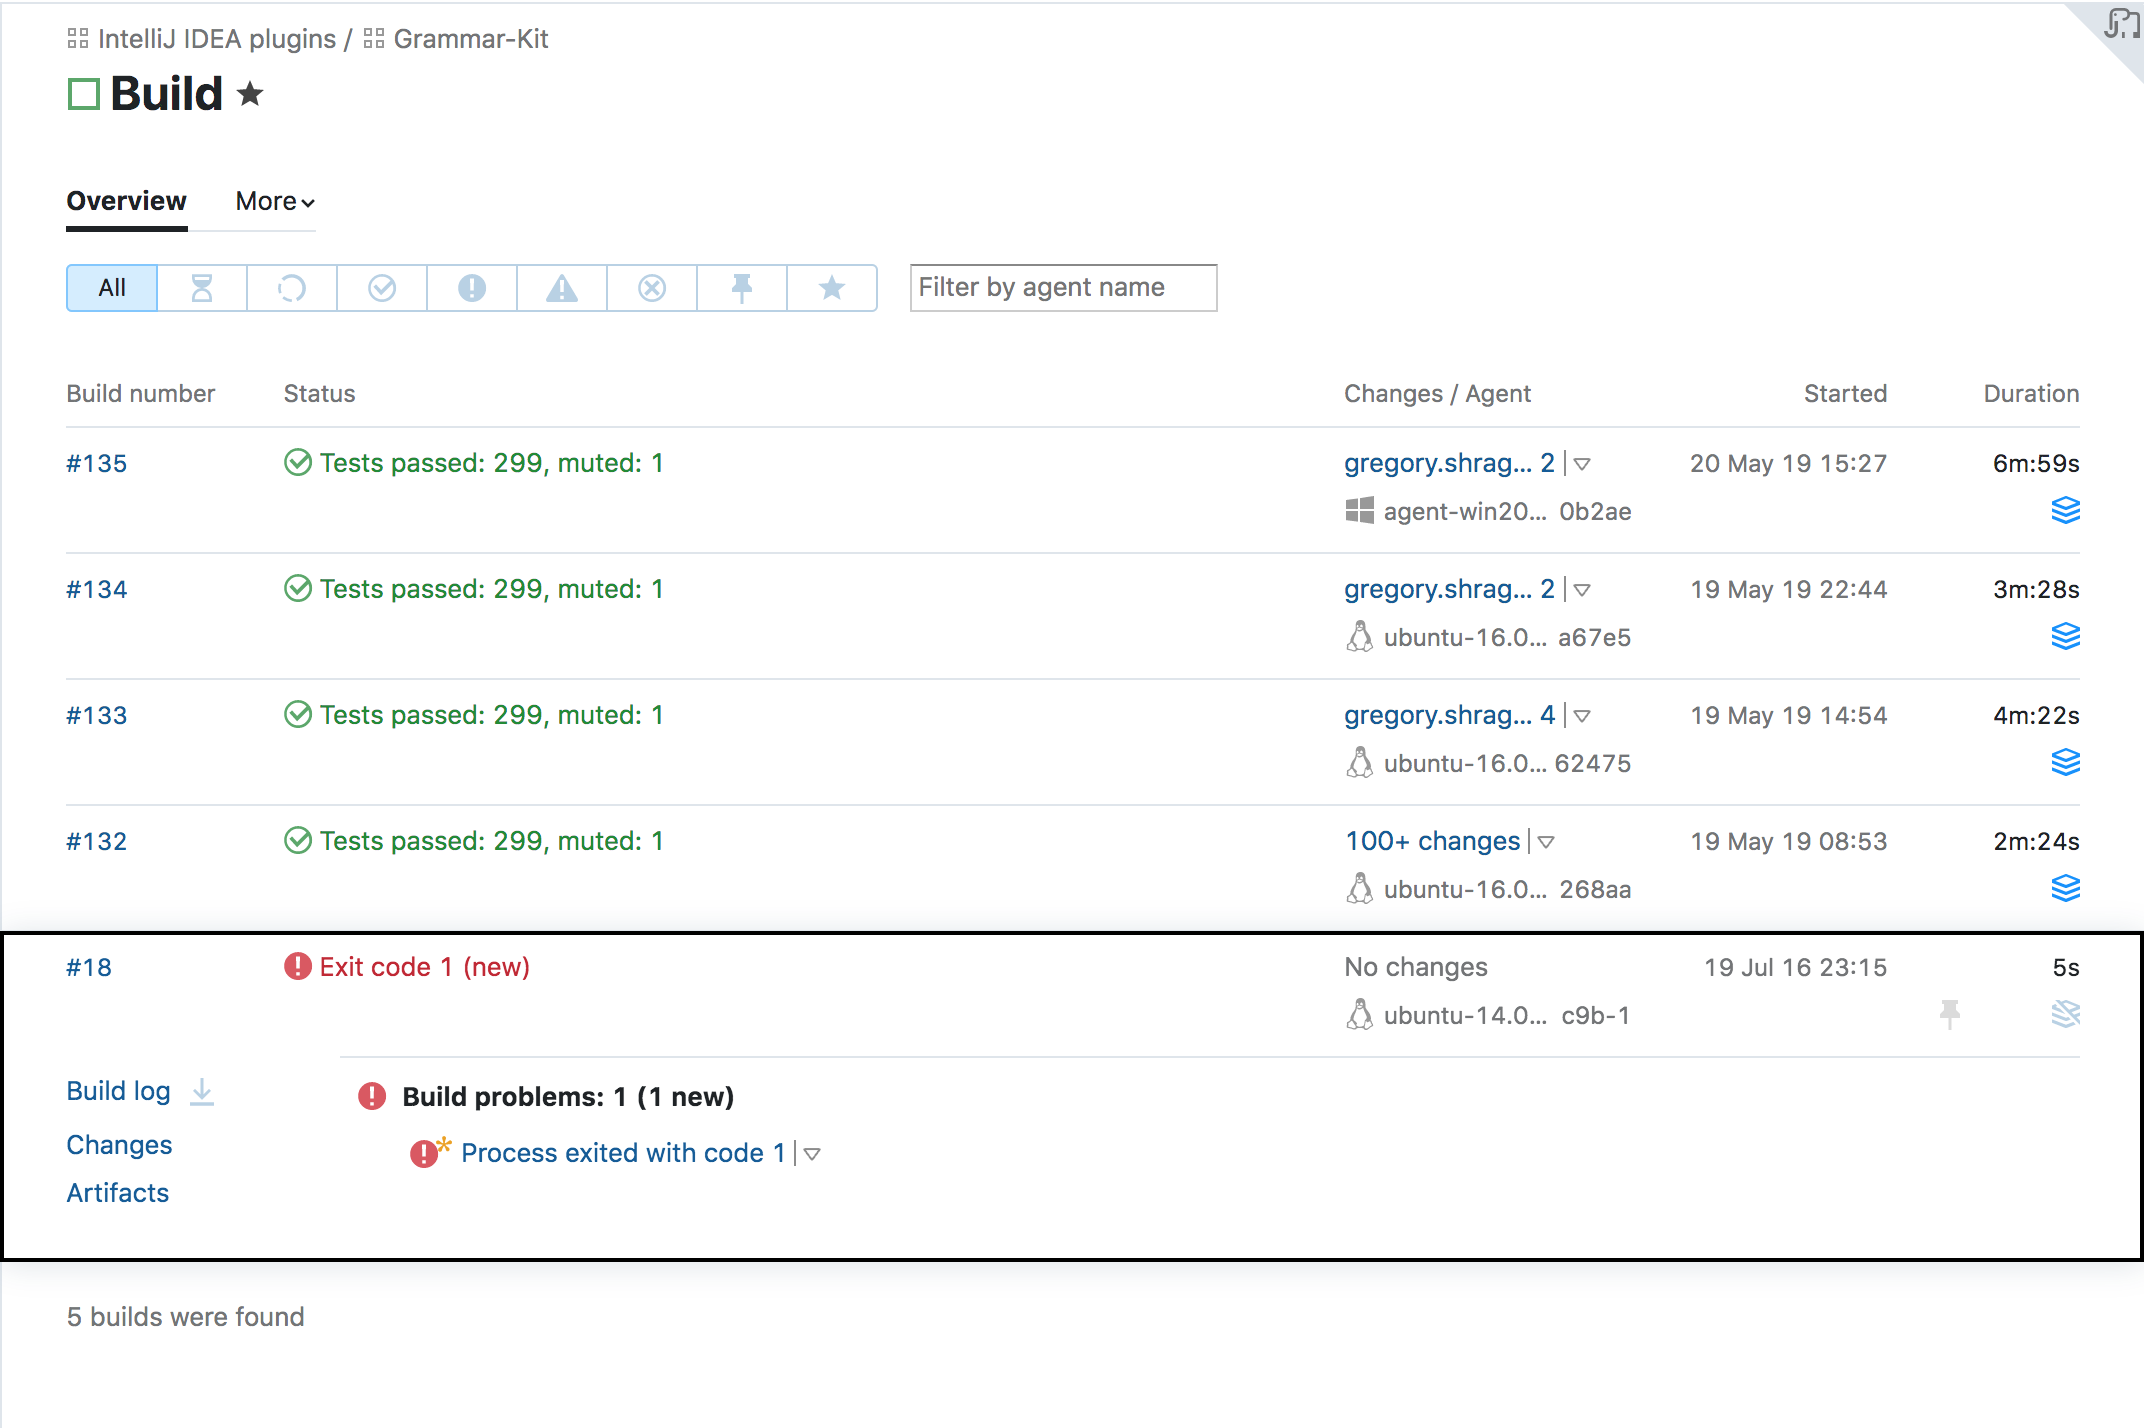 IntelliJ IDEA plugins / Grammar-Kit
Build
Overview More
All Filter by agent name
Build number Status Changes / Agent Started Duration
#135 Tests passed: 299, muted: 1 gregory.shrag... 2 20 May 19 15:27 6m:59s
agent-win20... 0b2ae
#134 Tests passed: 299, muted: 1 gregory.shrag... 2 19 May 19 22:44 3m:28s
ubuntu-16.0... a67e5
#133 Tests passed: 299, muted: 1 gregory.shrag... 4 19 May 19 14:54 4m:22s
ubuntu-16.0... 62475
#132 Tests passed: 299, muted: 1 100+ changes 19 May 19 08:53 2m:24s
ubuntu-16.0... 268aa
#18 Exit code 1 (new) No changes 19 Jul 16 23:15 5s
ubuntu-14.0... c9b-1
Build log Build problems: 1 (1 new)
Changes Process exited with code 1
Artifacts
5 builds were found